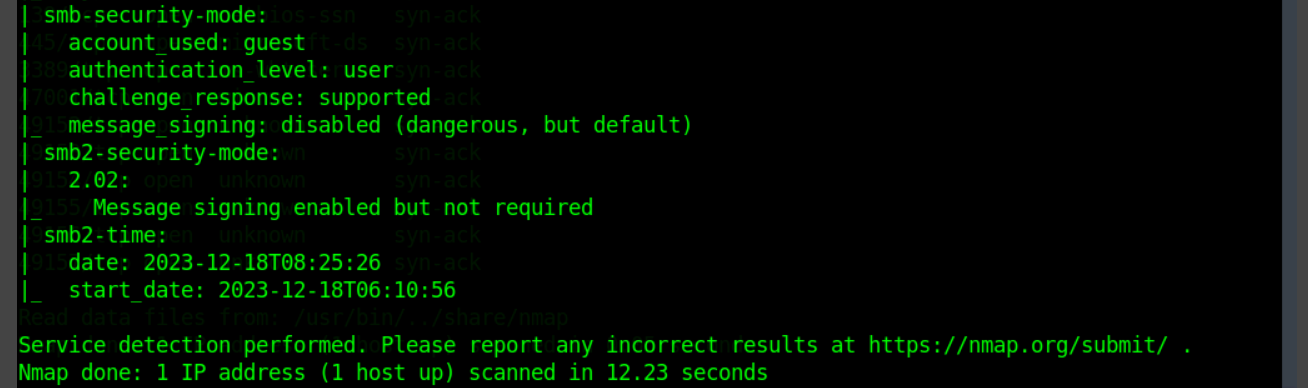 | smb-security-mode:
|   account_used: guest
|   authentication_level: user
|   challenge_response: supported
|_  message_signing: disabled (dangerous, but default)
| smb2-security-mode:
|   2.02:
|_    Message signing enabled but not required
| smb2-time:
|   date: 2023-12-18T08:25:26
|_  start_date: 2023-12-18T06:10:56
Read data files from: /usr/bin/../share/nmap
Service detection performed. Please report any incorrect results at https://nmap.org/submit/ .
Nmap done: 1 IP address (1 host up) scanned in 12.23 seconds